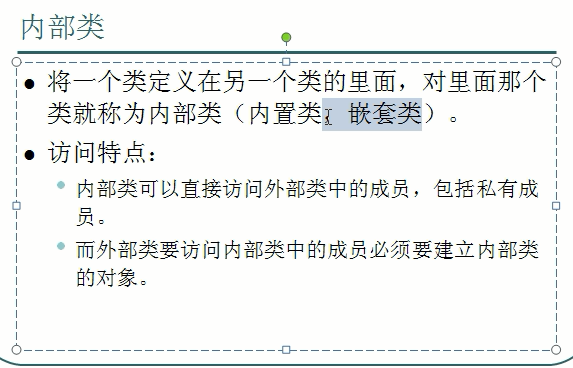 内部类
将一个类定义在另一个类的里面，对里面那个
类就称为内部类（内置类，嵌套类）。
访问特点：
内部类可以直接访问外部类中的成员，包括私有成
员。
而外部类要访问内部类中的成员必须要建立内部类
的对象。